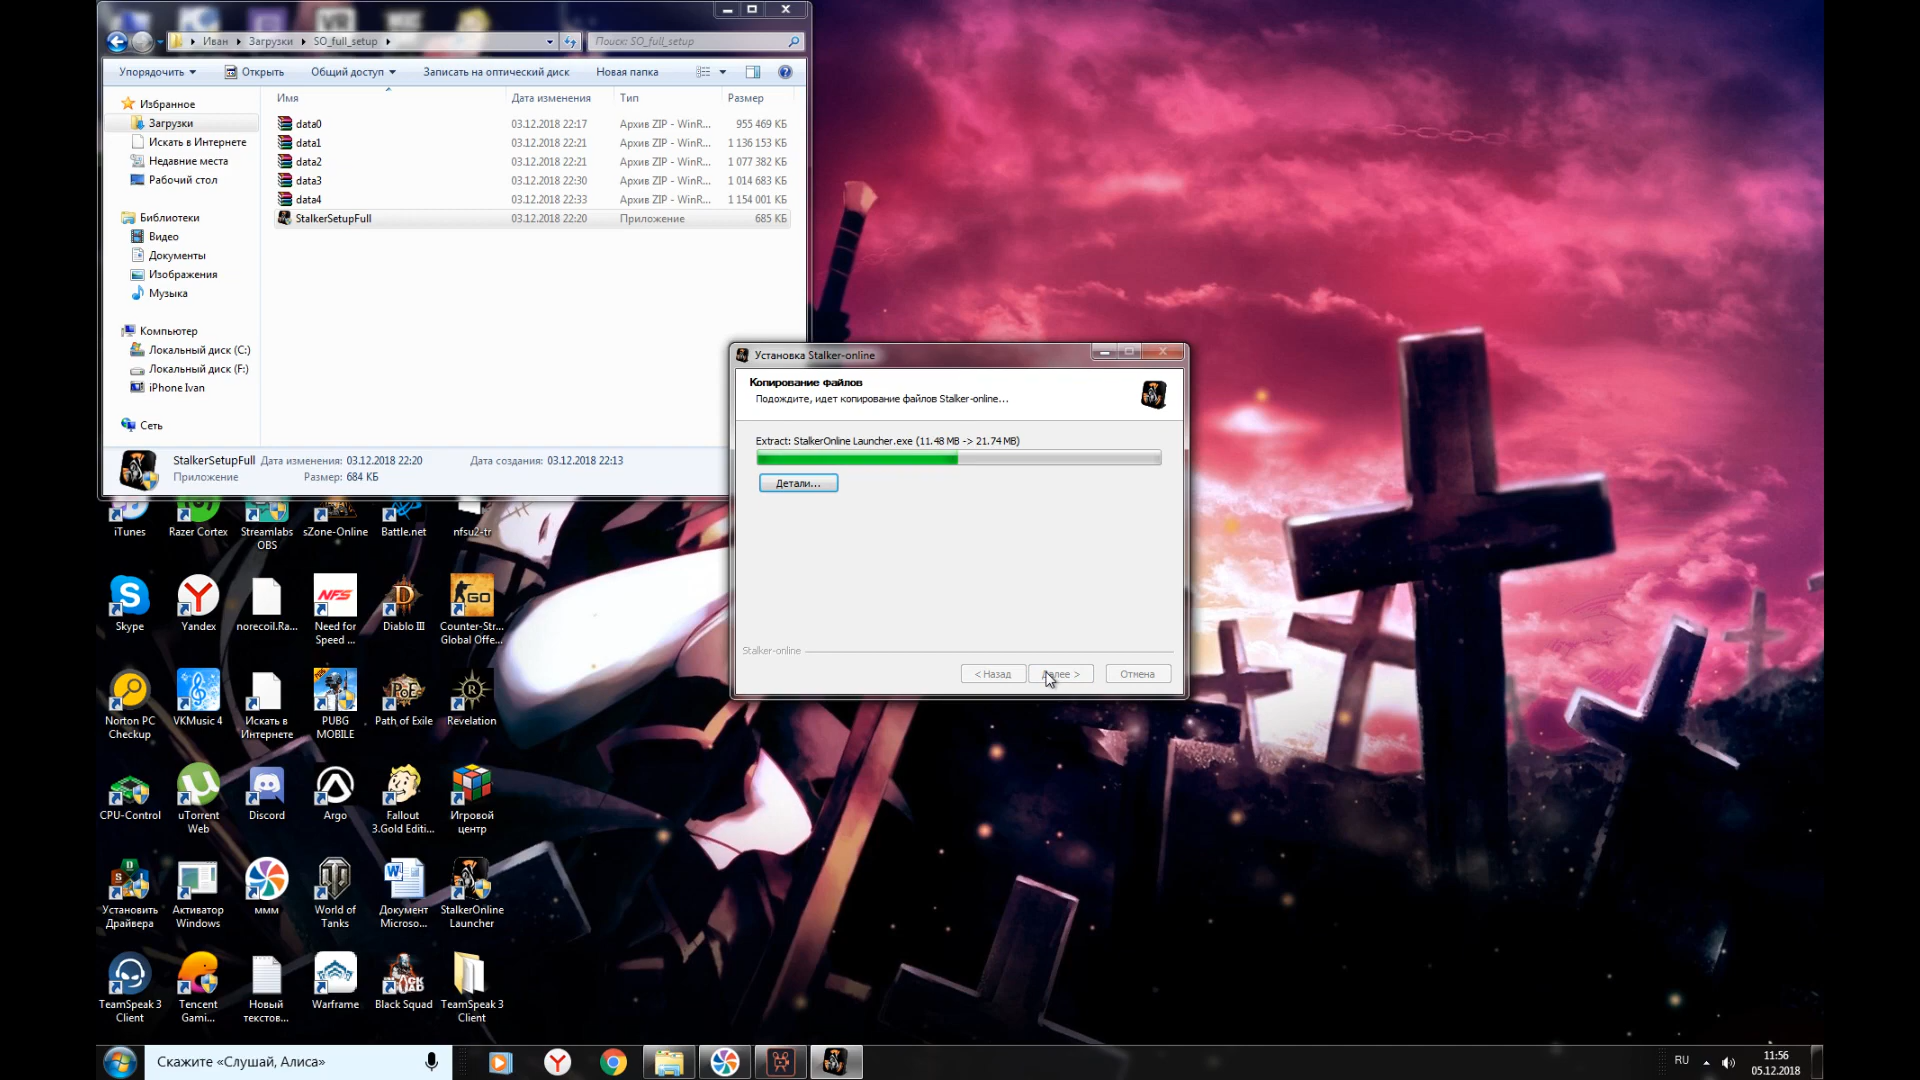 Иван
Загрузки
SO_full_setup
Поиск: SO_full_setup
Упорядочить
Открыть
Общий доступ
Записать на оптический диск
Новая папка
Имя
Дата изменения
Тип
Размер
data0 03.12.2018 22:17 Архив ZIP - WinR... 955 469 КБ
data1 03.12.2018 22:21 Архив ZIP - WinR... 1 136 153 КБ
data2 03.12.2018 22:21 Архив ZIP - WinR... 1 077 382 КБ
data3 03.12.2018 22:30 Архив ZIP - WinR... 1 014 683 КБ
data4 03.12.2018 22:33 Архив ZIP - WinR... 1 154 001 КБ
StalkerSetupFull 03.12.2018 22:20 Приложение 685 КБ
Избранное
Загрузки
Искать в Интернете
Недавние места
Рабочий стол
Библиотеки
Видео
Документы
Изображения
Музыка
Компьютер
Локальный диск (C:)
Локальный диск (F:)
iPhone Ivan
Сеть
StalkerSetupFull Дата изменения: 03.12.2018 22:20 Дата создания: 03.12.2018 22:13
Приложение Размер: 684 КБ
Установка Stalker-online
Копирование файлов
Подождите, идет копирование файлов Stalker-online...
Extract: StalkerOnline Launcher.exe (11.48 MB -> 21.74 MB)
Детали...
Stalker-online
< Назад
Далее >
Отмена
iTunes
Razer Cortex
Streamlabs
OBS
sZone-Online
Battle.net
nfsu2-tr
Skype
Yandex
norecoil.Ra...
NFS
Need for
Speed ...
Diablo III
GO
Counter-Str...
Global Offe...
Norton PC
Checkup
VKMusic 4
Искать в
Интернете
PUBG
MOBILE
PoE
Path of Exile
Revelation
CPU-Control
uTorrent
Web
Discord
Argo
Fallout
3.Gold Editi...
Игровой
центр
Установить
Драйвера
Активатор
Windows
ммм
World of
Tanks
Документ
Microso...
StalkerOnline
Launcher
TeamSpeak 3
Client
Tencent
Gami...
Новый
текстов...
Warframe
Black Squad
TeamSpeak 3
Client
Скажите «Слушай, Алиса»
RU
11:56
05.12.2018